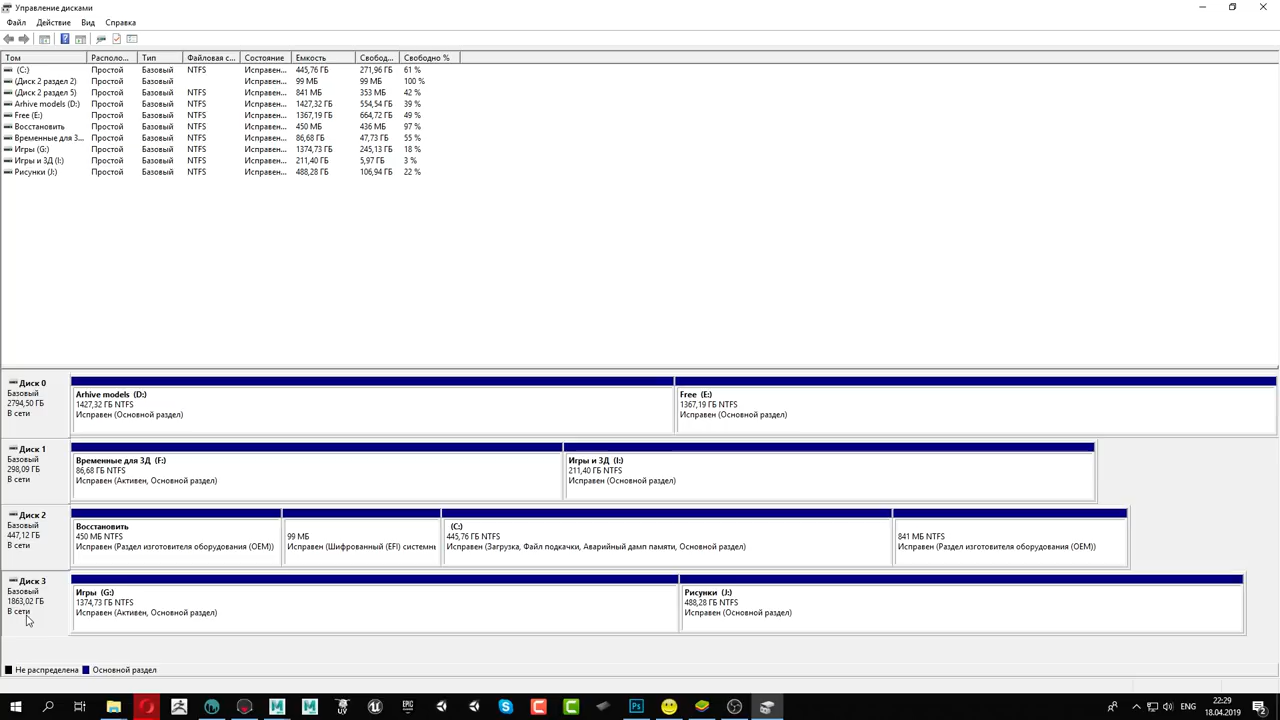 Управление дисками
Файл Действие Вид Справка
Том Располо... Тип Файловая с... Состояние Емкость Свобод... Свободно %
(C:) Простой Базовый NTFS Исправен... 445,76 ГБ 271,96 ГБ 61 %
(Диск 2 раздел 2) Простой Базовый Исправен... 99 МБ 99 МБ 100 %
(Диск 2 раздел 5) Простой Базовый NTFS Исправен... 841 МБ 353 МБ 42 %
Arhive models (D:) Простой Базовый NTFS Исправен... 1427,32 ГБ 554,54 ГБ 39 %
Free (E:) Простой Базовый NTFS Исправен... 1367,19 ГБ 664,72 ГБ 49 %
Восстановить Простой Базовый NTFS Исправен... 450 МБ 436 МБ 97 %
Временные для 3... Простой Базовый NTFS Исправен... 86,68 ГБ 47,73 ГБ 55 %
Игры (G:) Простой Базовый NTFS Исправен... 1374,73 ГБ 245,13 ГБ 18 %
Игры и 3Д (I:) Простой Базовый NTFS Исправен... 211,40 ГБ 5,97 ГБ 3 %
Рисунки (J:) Простой Базовый NTFS Исправен... 488,28 ГБ 106,94 ГБ 22 %
Диск 0
Базовый
2794,50 ГБ
В сети
Arhive models (D:)
1427,32 ГБ NTFS
Исправен (Основной раздел)
Free (E:)
1367,19 ГБ NTFS
Исправен (Основной раздел)
Диск 1
Базовый
298,09 ГБ
В сети
Временные для 3Д (F:)
86,68 ГБ NTFS
Исправен (Активен, Основной раздел)
Игры и 3Д (I:)
211,40 ГБ NTFS
Исправен (Основной раздел)
Диск 2
Базовый
447,12 ГБ
В сети
Восстановить
450 МБ NTFS
Исправен (Раздел изготовителя оборудования (OEM))
99 МБ
Исправен (Шифрованный (EFI) системны
(C:)
445,76 ГБ NTFS
Исправен (Загрузка, Файл подкачки, Аварийный дамп памяти, Основной раздел)
841 МБ NTFS
Исправен (Раздел изготовителя оборудования (OEM))
Диск 3
Базовый
1863,02 ГБ
В сети
Игры (G:)
1374,73 ГБ NTFS
Исправен (Активен, Основной раздел)
Рисунки (J:)
488,28 ГБ NTFS
Исправен (Основной раздел)
Не распределена Основной раздел
ENG
22:29
18.04.2019